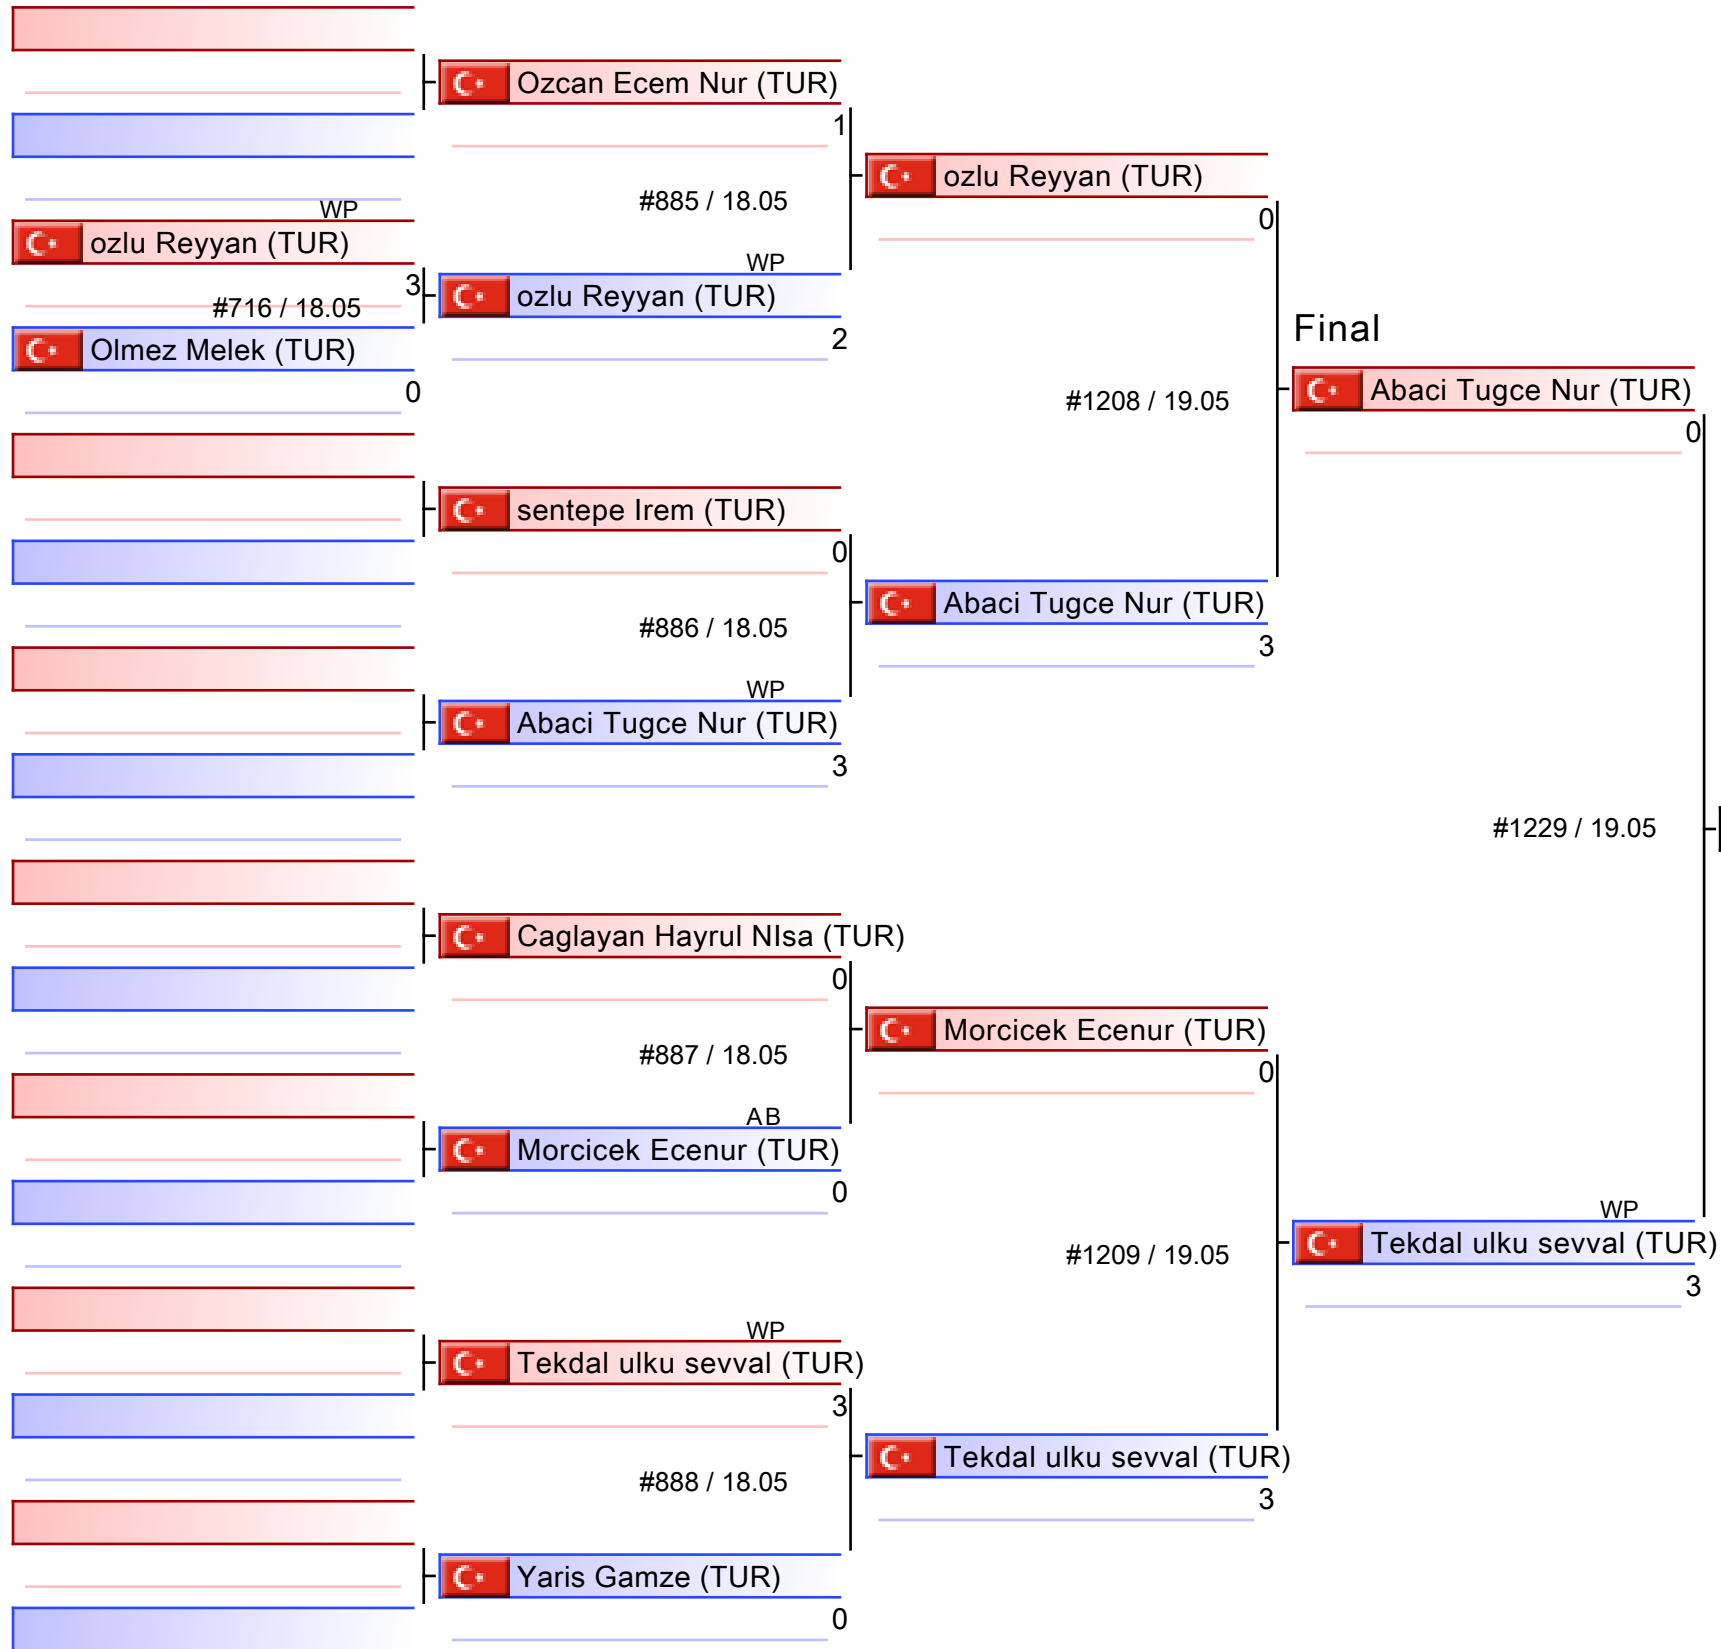 Ozcan Ecem Nur (TUR)
1
#885 / 18.05
WP
ozlu Reyyan (TUR)
3
#716 / 18.05
Olmez Melek (TUR)
0
WP
ozlu Reyyan (TUR)
2
ozlu Reyyan (TUR)
0
#1208 / 19.05
Final
Abaci Tugce Nur (TUR)
0
sentepe Irem (TUR)
0
#886 / 18.05
WP
Abaci Tugce Nur (TUR)
3
Abaci Tugce Nur (TUR)
3
#1229 / 19.05
Caglayan Hayrul NIsa (TUR)
0
#887 / 18.05
AB
Morcicek Ecenur (TUR)
0
Morcicek Ecenur (TUR)
0
#1209 / 19.05
WP
Tekdal ulku sevval (TUR)
3
WP
Tekdal ulku sevval (TUR)
3
#888 / 18.05
Yaris Gamze (TUR)
0
Tekdal ulku sevval (TUR)
3